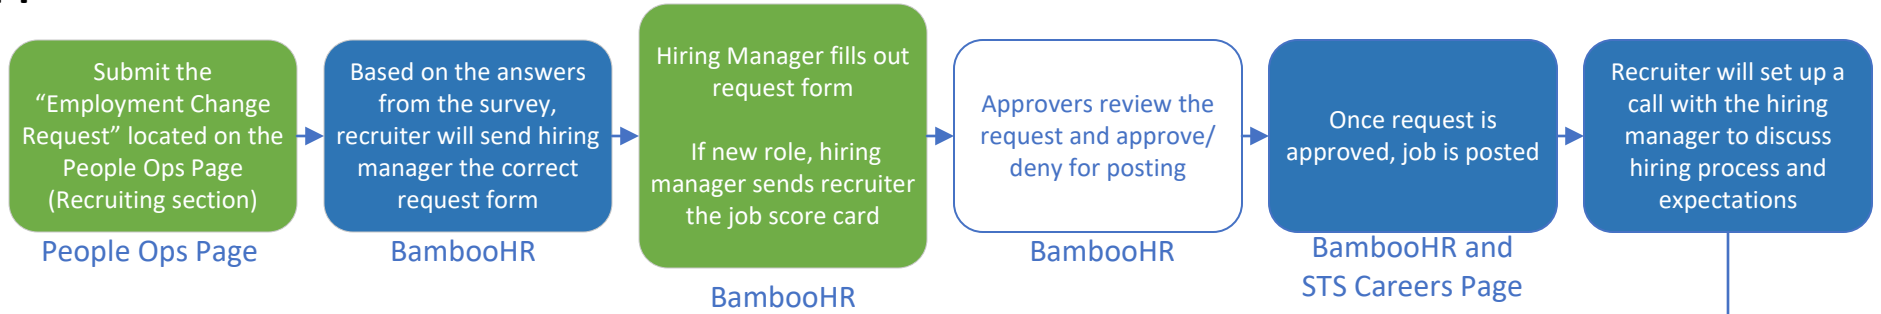 Submit the
“Employment Change
Request” located on the
People Ops Page
(Recruiting section)
People Ops Page
Based on the answers
from the survey,
recruiter will send hiring
manager the correct
request form
BambooHR
Hiring Manager fills out
request form
If new role, hiring
manager sends recruiter
the job score card
BambooHR
Approvers review the
request and approve/
deny for posting
BambooHR
Once request is
approved, job is posted
BambooHR and
STS Careers Page
Recruiter will set up a
call with the hiring
manager to discuss
hiring process and
expectations